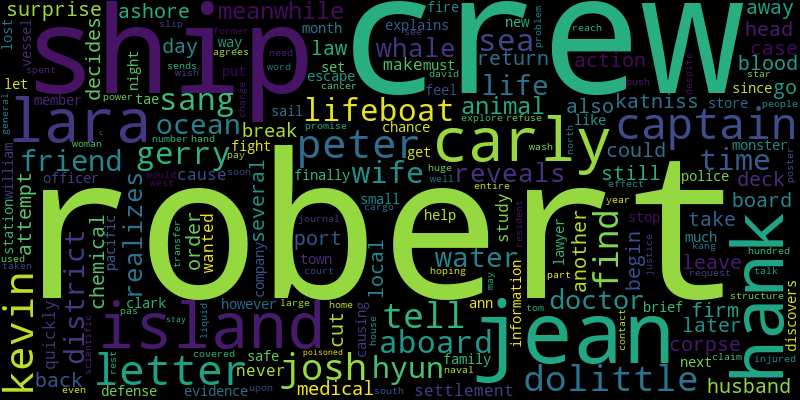 surprise ashore meanwhile fire explains new problem reach away
lost vessel ship slip former see crew
decides day way month law whale sea return action head case
let night sends set must make agrees need wish spent put feel david push despite star blood
member power tae sang escape cancer life katniss store since go people
general lara ocean break lifeboat animal also like captain
william station woman number hand refuse word sail chance explore could
friend gerry fight promise peter carly north wash monster time poster
officer would west pay soon cause finally get wife huge well reveals still effect deck police
attempt realizes several small entire find year board
used taken robert help journal cargo study another stop much kang hundred
kevin district chemical pacific order wanted transfer company port town court local water hoping resident lawyer begin justice take leave talk request structure hank
quickly clark however large home may ann information part doctor tom contact brief firm claim injured discovers
scientific pas stay island liquid causing cut house tell aboard jean later
back rest letter covered safe never josh hyun family corpse next
even defense evidence upon poisoned medical south naval settlement dolittle husband